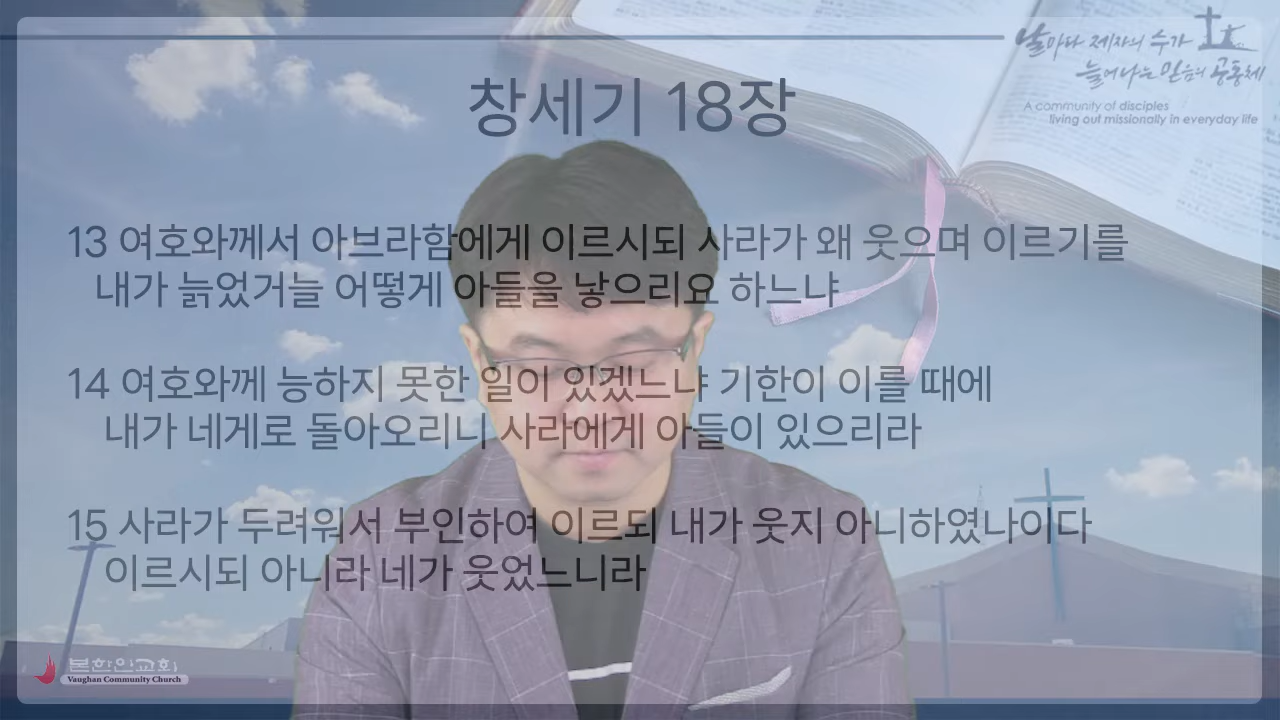 날마다 제자의 수가
늘어나는 믿음의 공동체
A community of disciples
living out missionally in everyday life
창세기 18장
13 여호와께서 아브라함에게 이르시되 사라가 왜 웃으며 이르기를
내가 늙었거늘 어떻게 아들을 낳으리요 하느냐
14 여호와께 능하지 못한 일이 있겠느냐 기한이 이를 때에
내가 네게로 돌아오리니 사라에게 아들이 있으리라
15 사라가 두려워서 부인하여 이르되 내가 웃지 아니하였나이다
이르시되 아니라 네가 웃었느니라
본한인교회
Vaughan Community Church